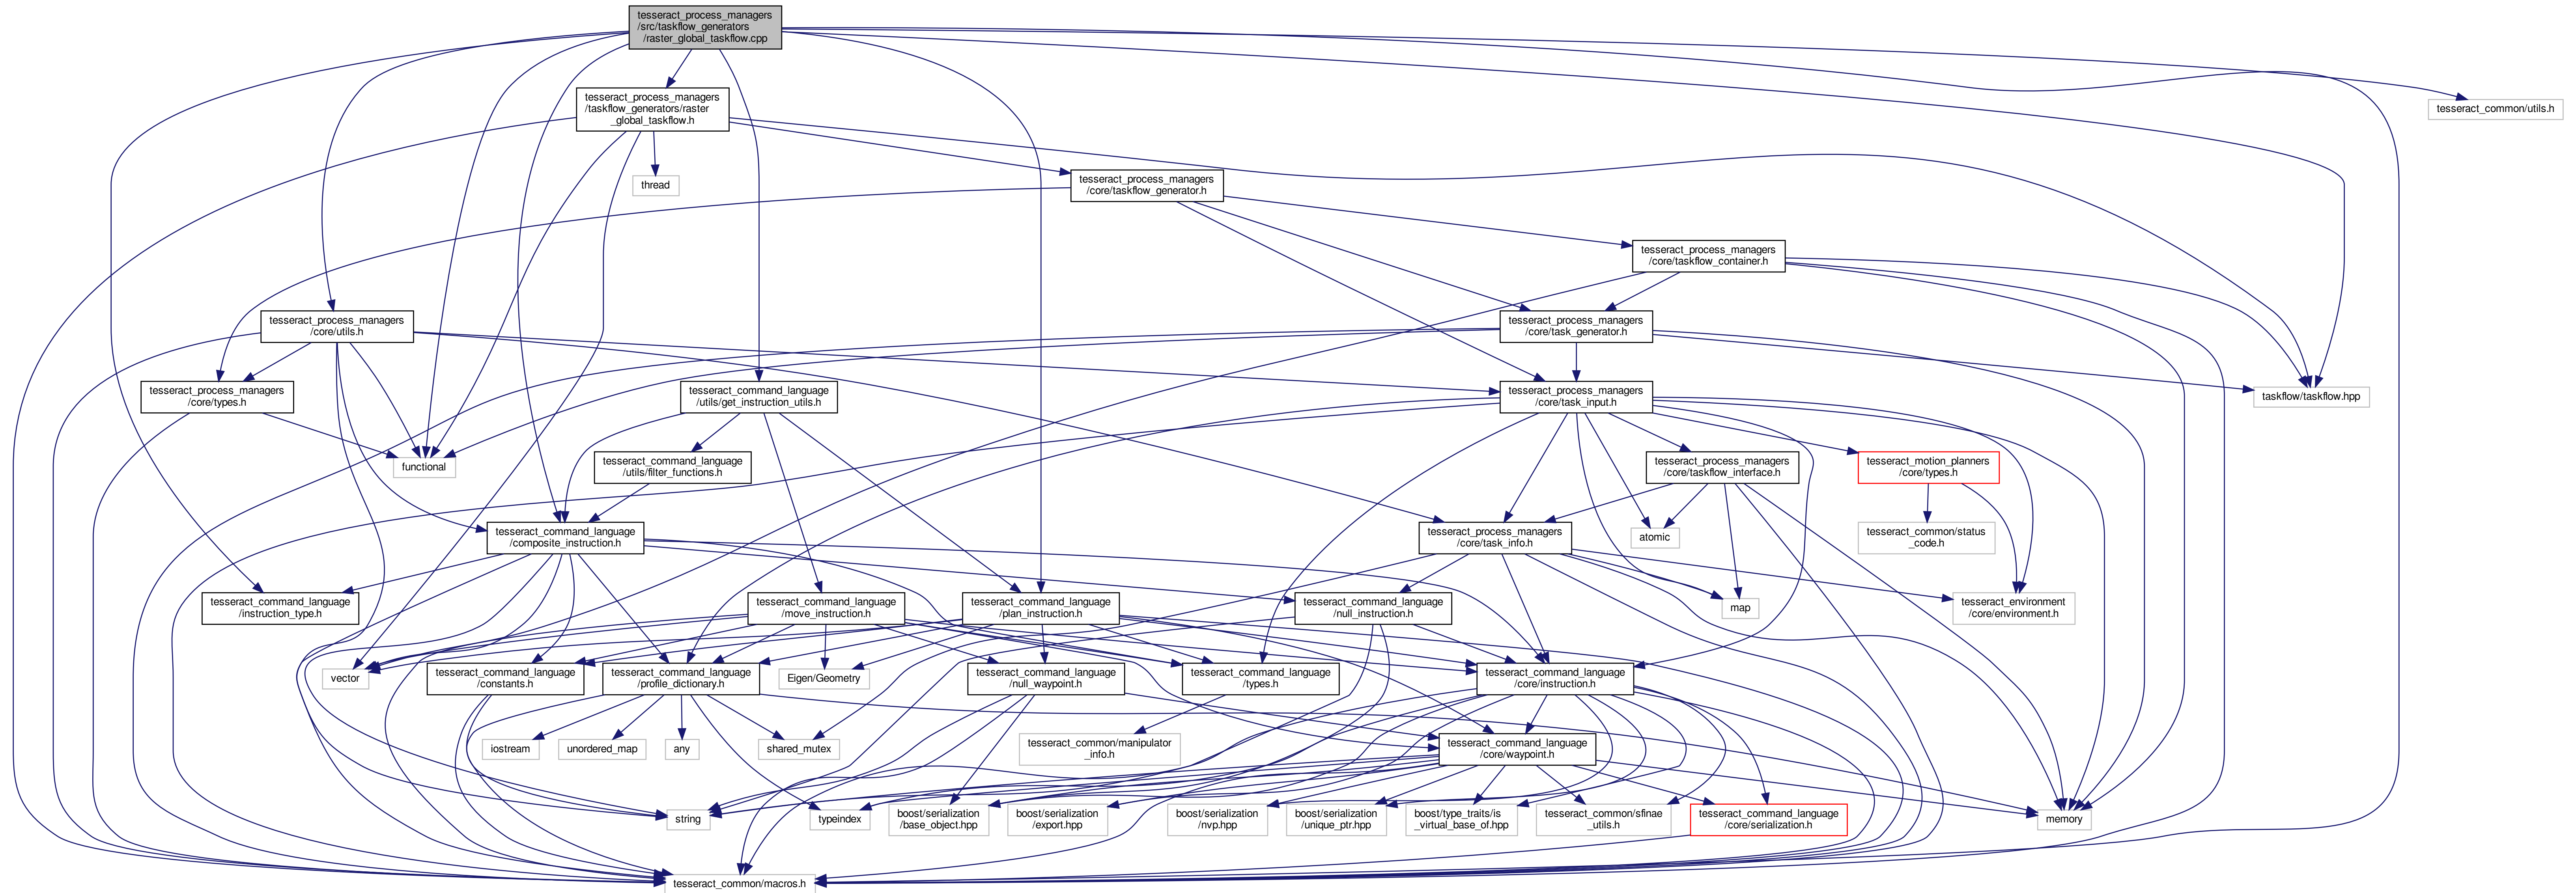 tesseract_process_managers
/src/taskflow_generators
/raster_global_taskflow.cpp
tesseract_process_managers
/taskflow_generators/raster
_global_taskflow.h
tesseract_common/utils.h
thread
tesseract_process_managers
/core/taskflow_generator.h
tesseract_process_managers
/core/taskflow_container.h
tesseract_process_managers
/core/utils.h
tesseract_process_managers
/core/task_generator.h
tesseract_process_managers
/core/types.h
tesseract_command_language
/utils/get_instruction_utils.h
tesseract_process_managers
/core/task_input.h
taskflow/taskflow.hpp
functional
tesseract_command_language
/utils/filter_functions.h
tesseract_process_managers
/core/taskflow_interface.h
tesseract_motion_planners
/core/types.h
tesseract_command_language
/composite_instruction.h
tesseract_process_managers
/core/task_info.h
atomic
tesseract_common/status
_code.h
tesseract_command_language
/instruction_type.h
tesseract_command_language
/move_instruction.h
tesseract_command_language
/plan_instruction.h
tesseract_command_language
/null_instruction.h
map
tesseract_environment
/core/environment.h
vector
tesseract_command_language
/constants.h
tesseract_command_language
/profile_dictionary.h
Eigen/Geometry
tesseract_command_language
/null_waypoint.h
tesseract_command_language
/types.h
tesseract_command_language
/core/instruction.h
iostream
unordered_map
any
shared_mutex
tesseract_common/manipulator
_info.h
tesseract_command_language
/core/waypoint.h
string
typeindex
boost/serialization
/base_object.hpp
boost/serialization
/export.hpp
boost/serialization
/nvp.hpp
boost/serialization
/unique_ptr.hpp
boost/type_traits/is
_virtual_base_of.hpp
tesseract_common/sfinae
_utils.h
tesseract_command_language
/core/serialization.h
memory
tesseract_common/macros.h